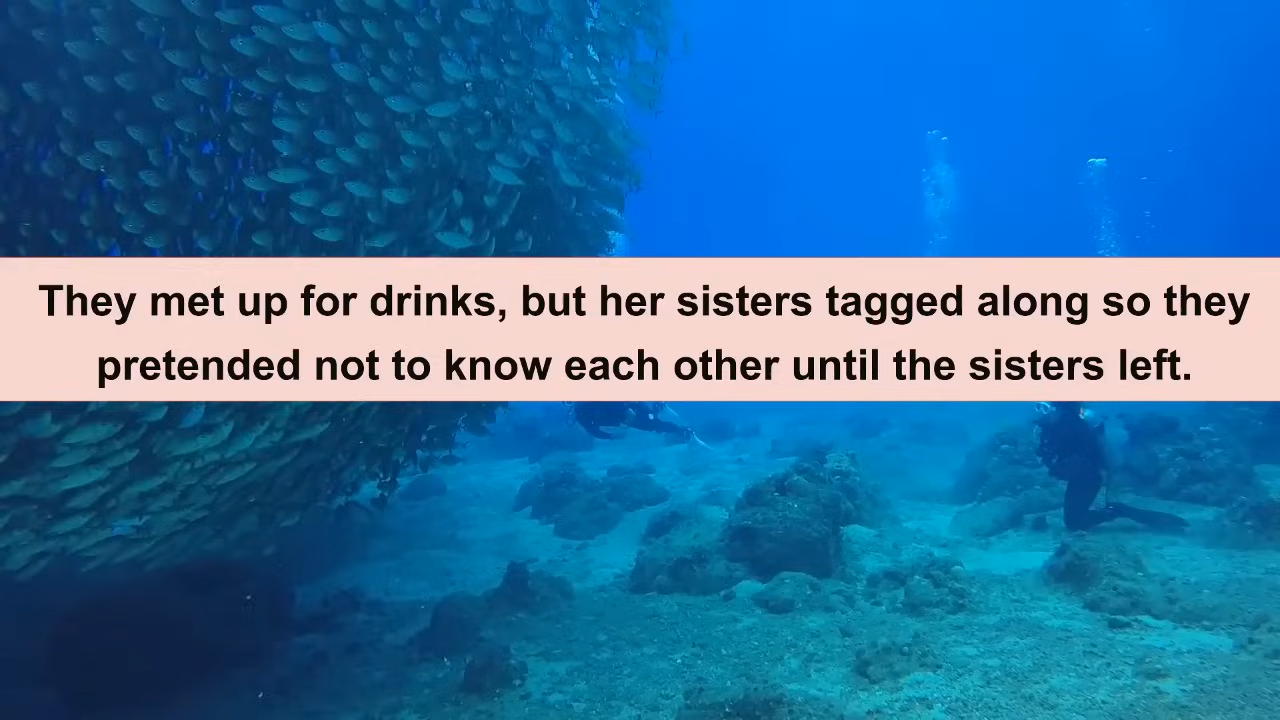 They met up for drinks, but her sisters tagged along so they
pretended not to know each other until the sisters left.